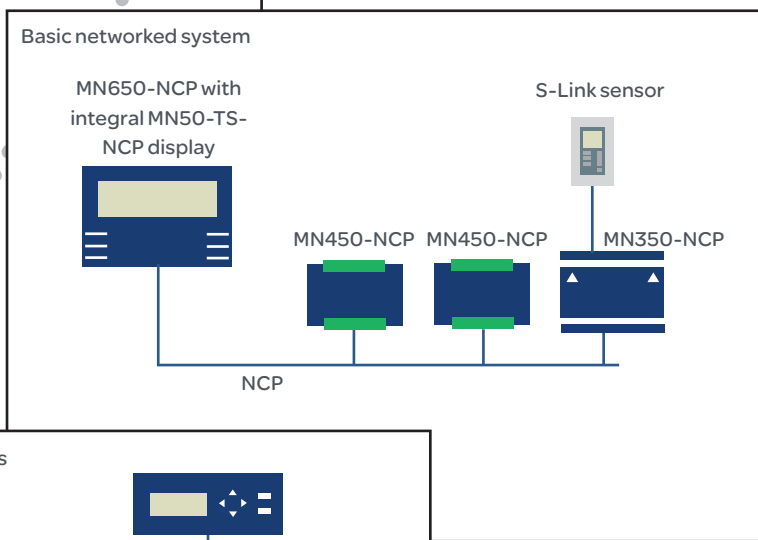 Basic networked system
MN650-NCP with
integral MN50-TS-
NCP display
S-Link sensor
MN450-NCP
MN450-NCP
MN350-NCP
NCP
s